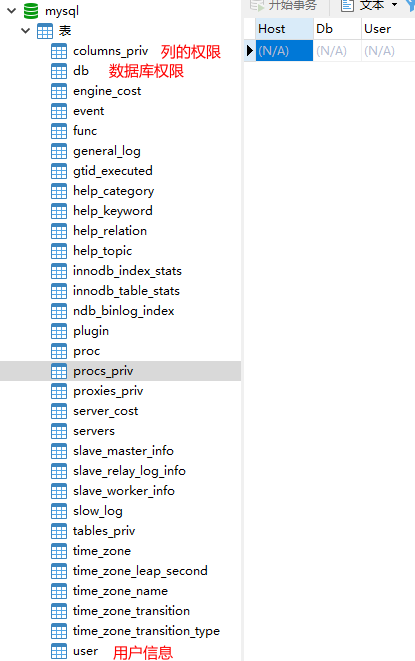 mysql
开始事务 文本
表
Host Db User
columns_priv 列的权限
(N/A) (N/A) (N/A)
db 数据库权限
engine_cost
event
func
general_log
gtid_executed
help_category
help_keyword
help_relation
help_topic
innodb_index_stats
innodb_table_stats
ndb_binlog_index
plugin
proc
procs_priv
proxies_priv
server_cost
servers
slave_master_info
slave_relay_log_info
slave_worker_info
slow_log
tables_priv
time_zone
time_zone_leap_second
time_zone_name
time_zone_transition
time_zone_transition_type
user 用户信息